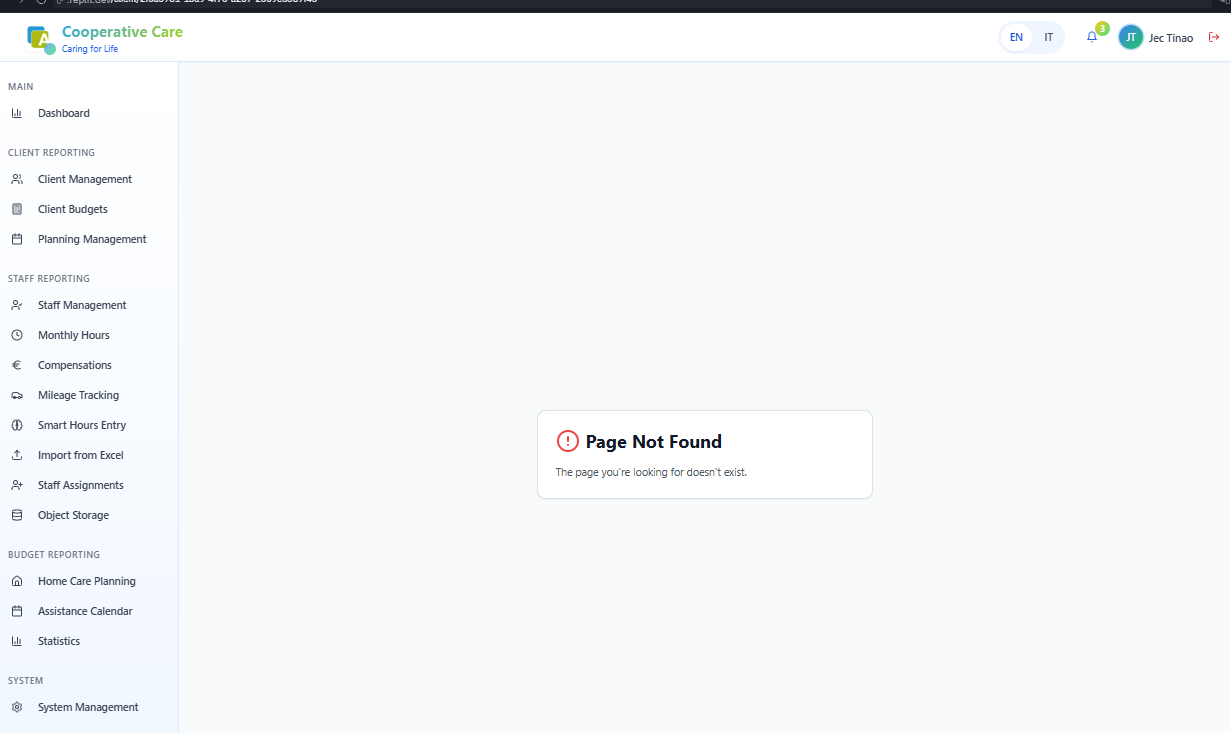 Cooperative Care
Caring for Life
EN IT
3
JT Jec Tinao
MAIN
Dashboard
CLIENT REPORTING
Client Management
Client Budgets
Planning Management
STAFF REPORTING
Staff Management
Monthly Hours
Compensations
Mileage Tracking
Smart Hours Entry
Import from Excel
Staff Assignments
Object Storage
BUDGET REPORTING
Home Care Planning
Assistance Calendar
Statistics
SYSTEM
System Management
Page Not Found
The page you're looking for doesn't exist.